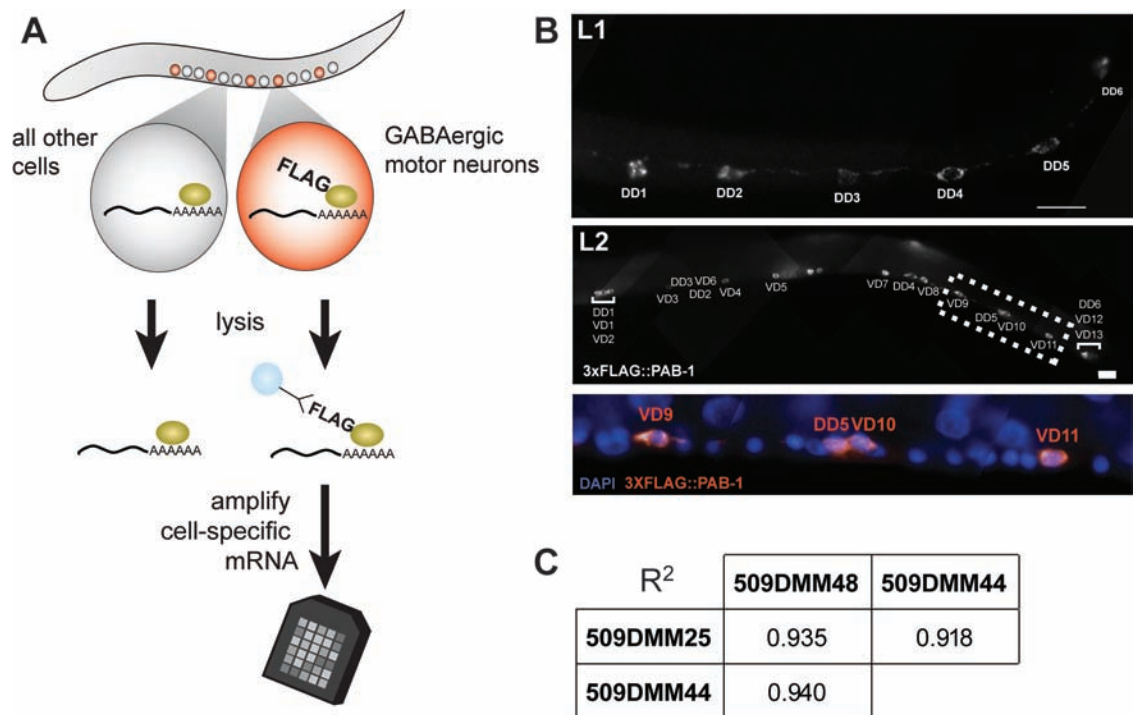 A
all other
cells
GABAergic
motor neurons
FLAG
AAAAAA
AAAAAA
lysis
FLAG
AAAAAA
AAAAAA
amplify
cell-specific
mRNA
B
L1
DD1
DD2
DD3
DD4
DD5
DD6
L2
DD1
VD1
VD2
VD3
DD3
DD2
VD6
VD4
VD5
VD7
DD4
VD8
VD9
DD5
VD10
VD11
DD6
VD12
VD13
3xFLAG::PAB-1
VD9
DD5 VD10
VD11
DAPI 3XFLAG::PAB-1
C
R² 509DMM48 509DMM44
509DMM25 0.935 0.918
509DMM44 0.940